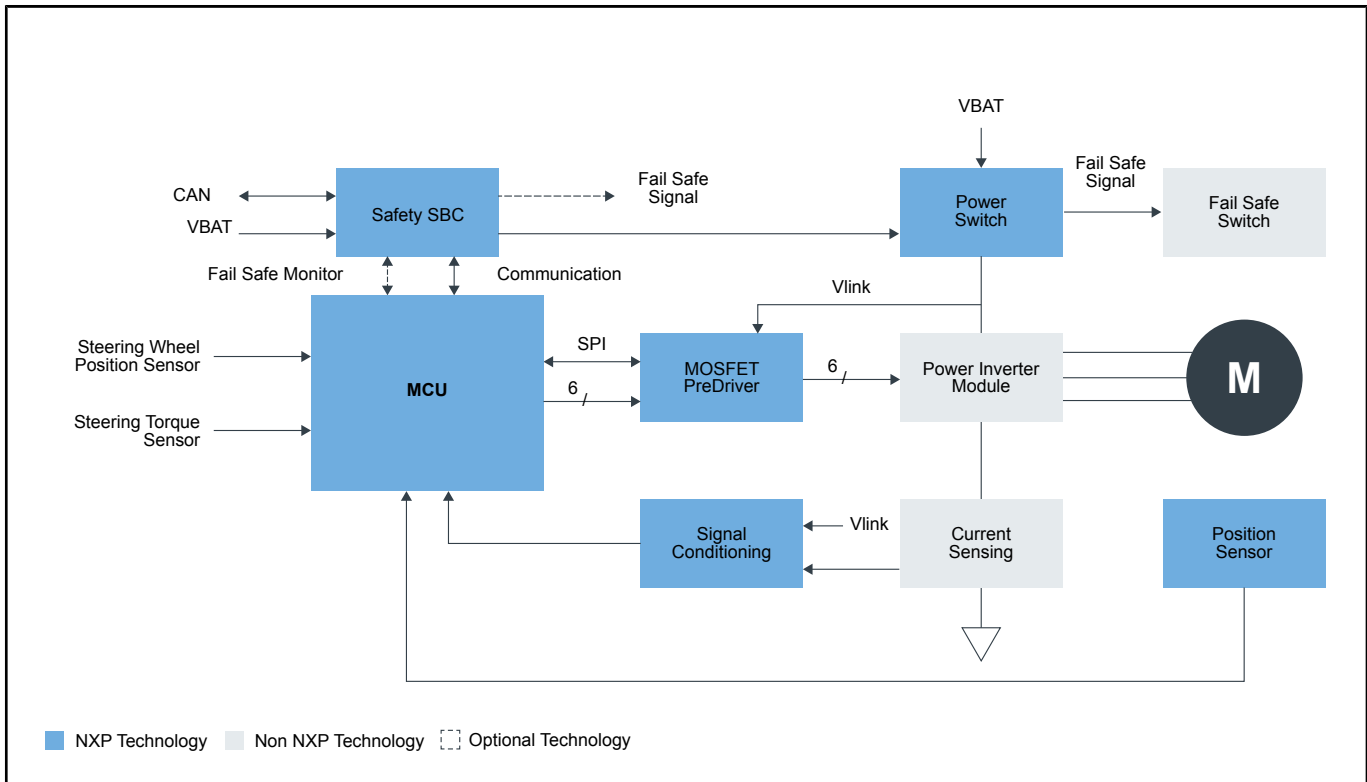 VBAT
CAN
VBAT
Safety SBC
Fail Safe
Signal
Power
Switch
Fail Safe
Signal
Fail Safe
Switch
Fail Safe Monitor
Communication
Vlink
Steering Wheel
Position Sensor
Steering Torque
Sensor
MCU
SPI
6 /
MOSFET
PreDriver
6 /
Power Inverter
Module
M
Signal
Conditioning
Vlink
Current
Sensing
Position
Sensor
NXP Technology
Non NXP Technology
Optional Technology